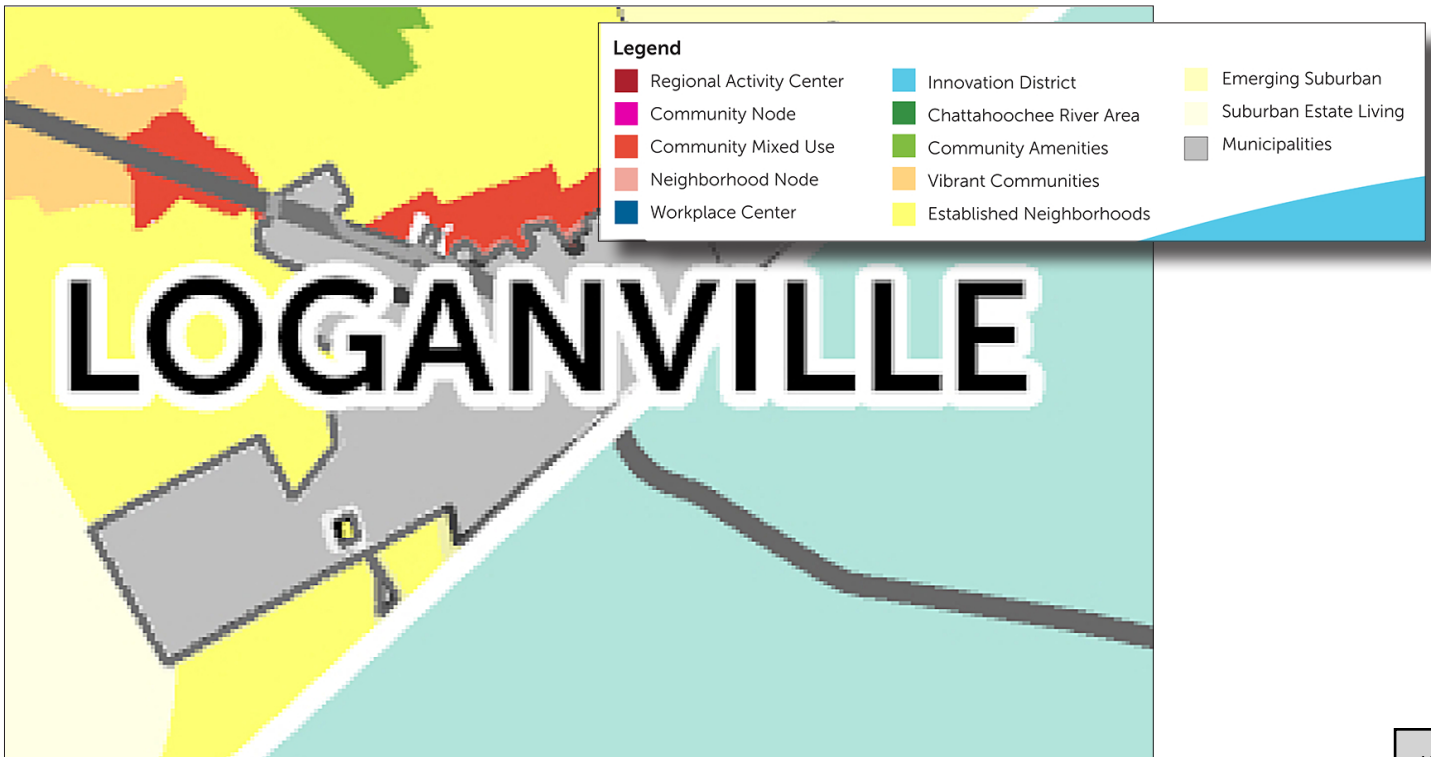 Legend
Regional Activity Center
Community Node
Community Mixed Use
Neighborhood Node
Workplace Center
Innovation District
Chattahoochee River Area
Community Amenities
Vibrant Communities
Established Neighborhoods
Emerging Suburban
Suburban Estate Living
Municipalities
LOGANVILLE